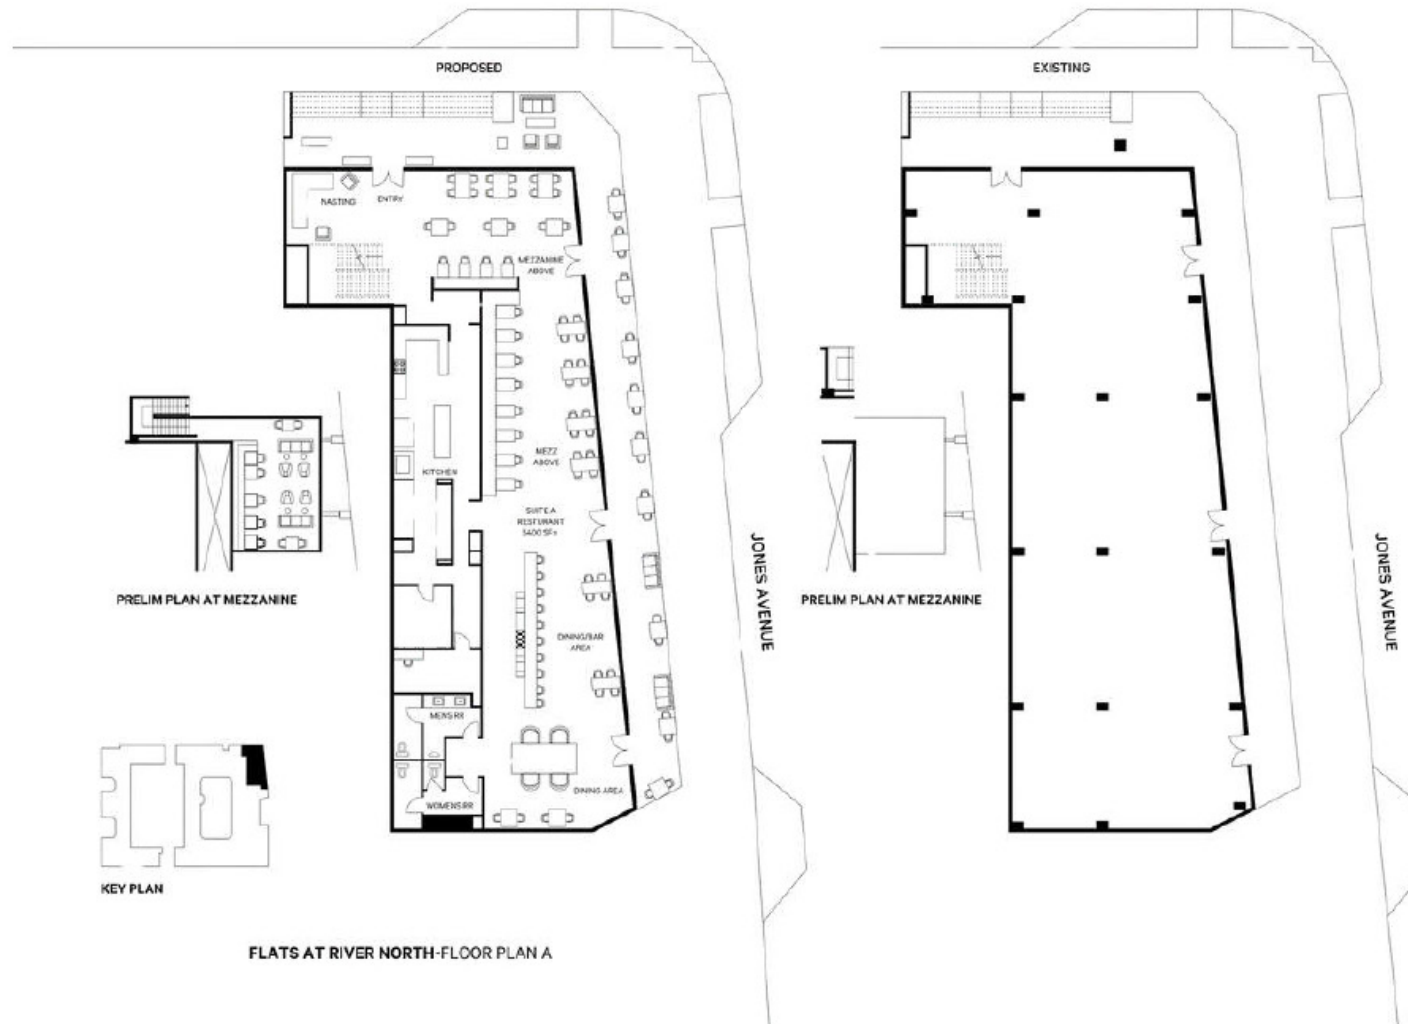 PROPOSED
EXISTING
NASTING
ENTRY
MEZZANINE
ABOVE
MEZZ
ABOVE
KITCHEN
SUITE A
RESTURANT
5400 SF±
DINING/BAR
AREA
MENS RR
DINING AREA
WOMENS RR
PRELIM PLAN AT MEZZANINE
PRELIM PLAN AT MEZZANINE
JONES AVENUE
JONES AVENUE
KEY PLAN
FLATS AT RIVER NORTH-FLOOR PLAN A